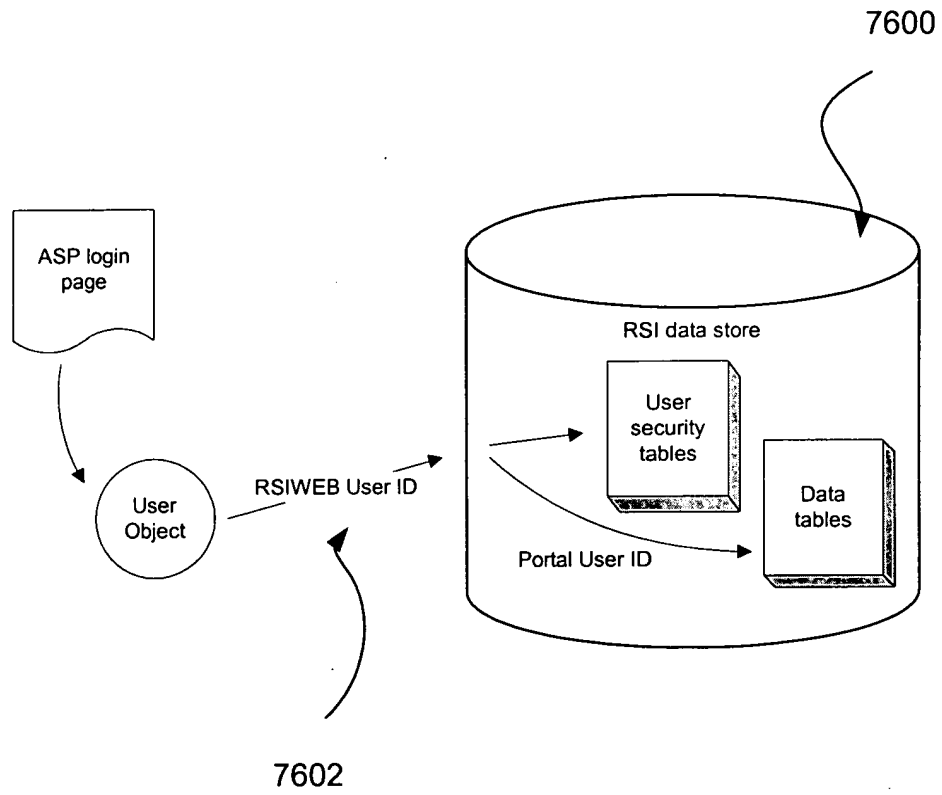 7600
ASP login
page
RSI data store
User
security
tables
RSIWEB User ID
User
Object
Data
tables
Portal User ID
7602